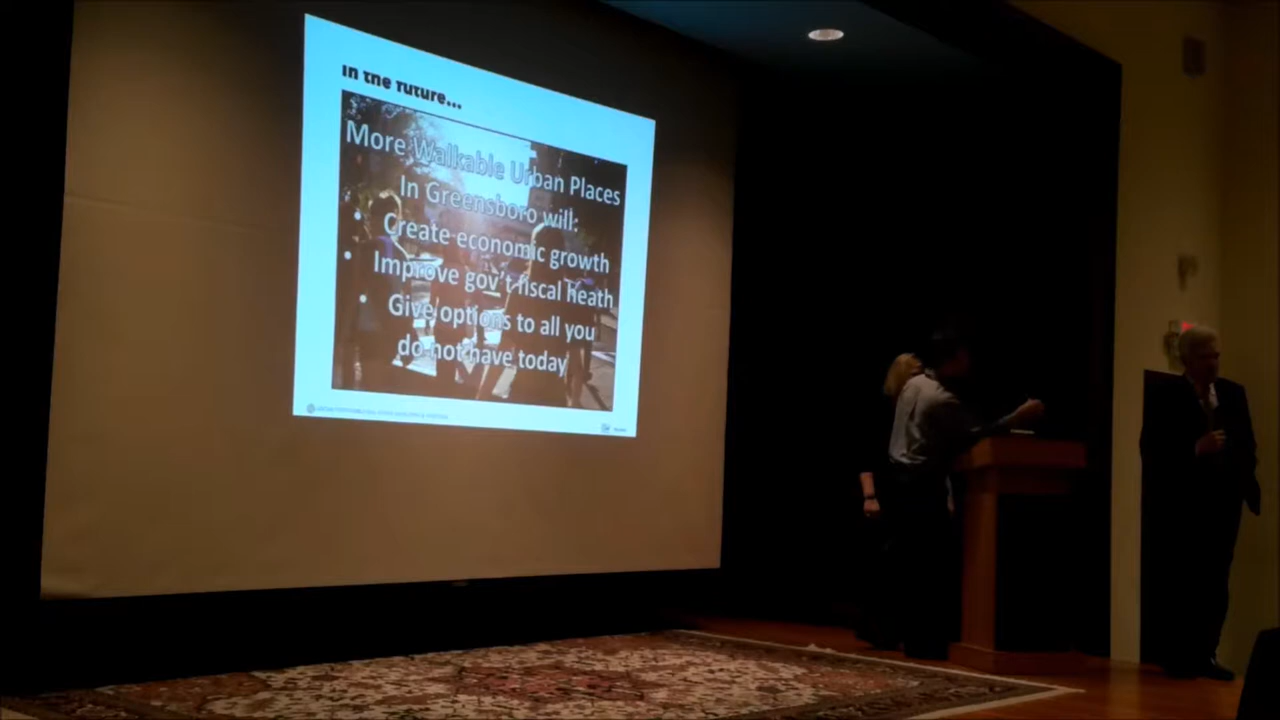 In the future...
More Walkable Urban Places
In Greensboro will:
• Create economic growth
• Improve gov't fiscal heath
• Give options to all you
do not have today